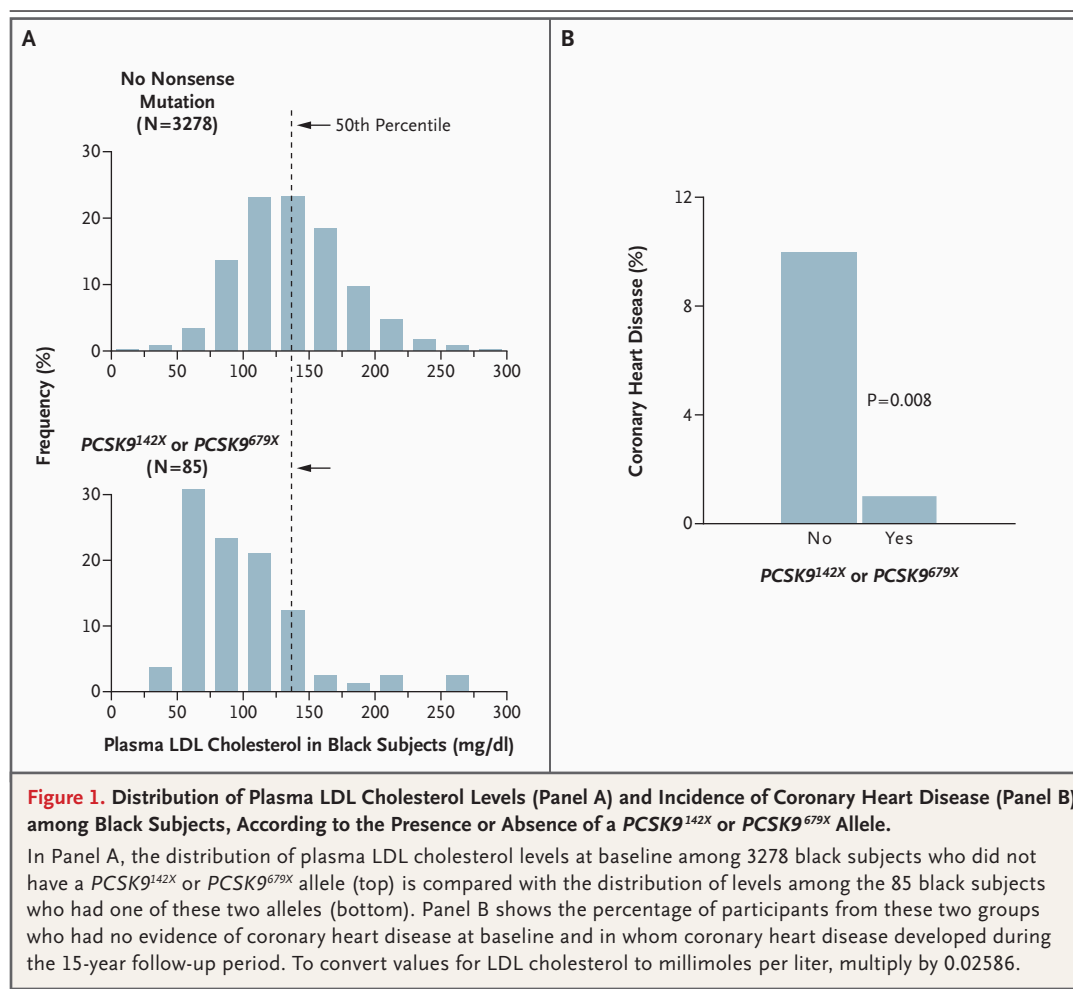 A
No Nonsense
Mutation
(N=3278)
50th Percentile
30
20
10
0
0 50 100 150 200 250 300
Frequency (%)
PCSK9142X or PCSK9679X
(N=85)
30
20
10
0
0 50 100 150 200 250 300
Plasma LDL Cholesterol in Black Subjects (mg/dl)
B
12
8
4
0
Coronary Heart Disease (%)
P=0.008
No Yes
PCSK9142X or PCSK9679X
Figure 1. Distribution of Plasma LDL Cholesterol Levels (Panel A) and Incidence of Coronary Heart Disease (Panel B)
among Black Subjects, According to the Presence or Absence of a PCSK9142X or PCSK9679X Allele.
In Panel A, the distribution of plasma LDL cholesterol levels at baseline among 3278 black subjects who did not
have a PCSK9142X or PCSK9679X allele (top) is compared with the distribution of levels among the 85 black subjects
who had one of these two alleles (bottom). Panel B shows the percentage of participants from these two groups
who had no evidence of coronary heart disease at baseline and in whom coronary heart disease developed during
the 15-year follow-up period. To convert values for LDL cholesterol to millimoles per liter, multiply by 0.02586.